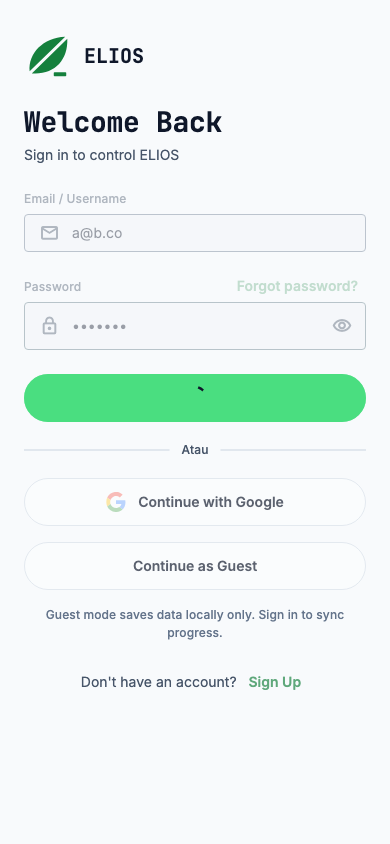 ELIOS
Welcome Back
Sign in to control ELIOS
Email / Username
a@b.co
Password
Forgot password?
•••••••
Atau
Continue with Google
Continue as Guest
Guest mode saves data locally only. Sign in to sync
progress.
Don't have an account? Sign Up